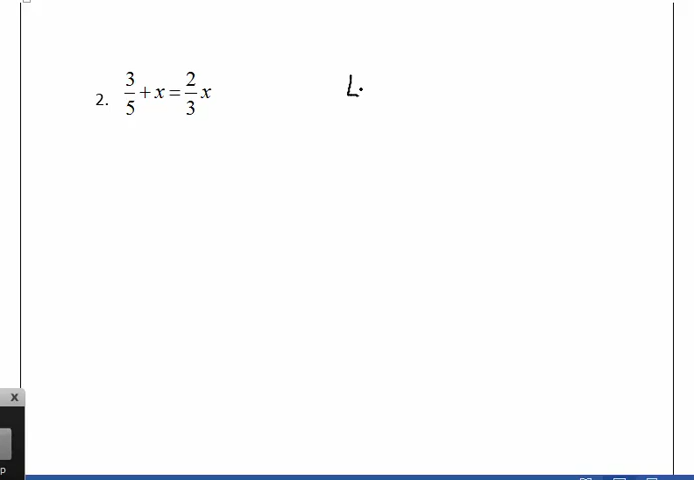 2. 3/5 + x = 2/3 x L.
x
p